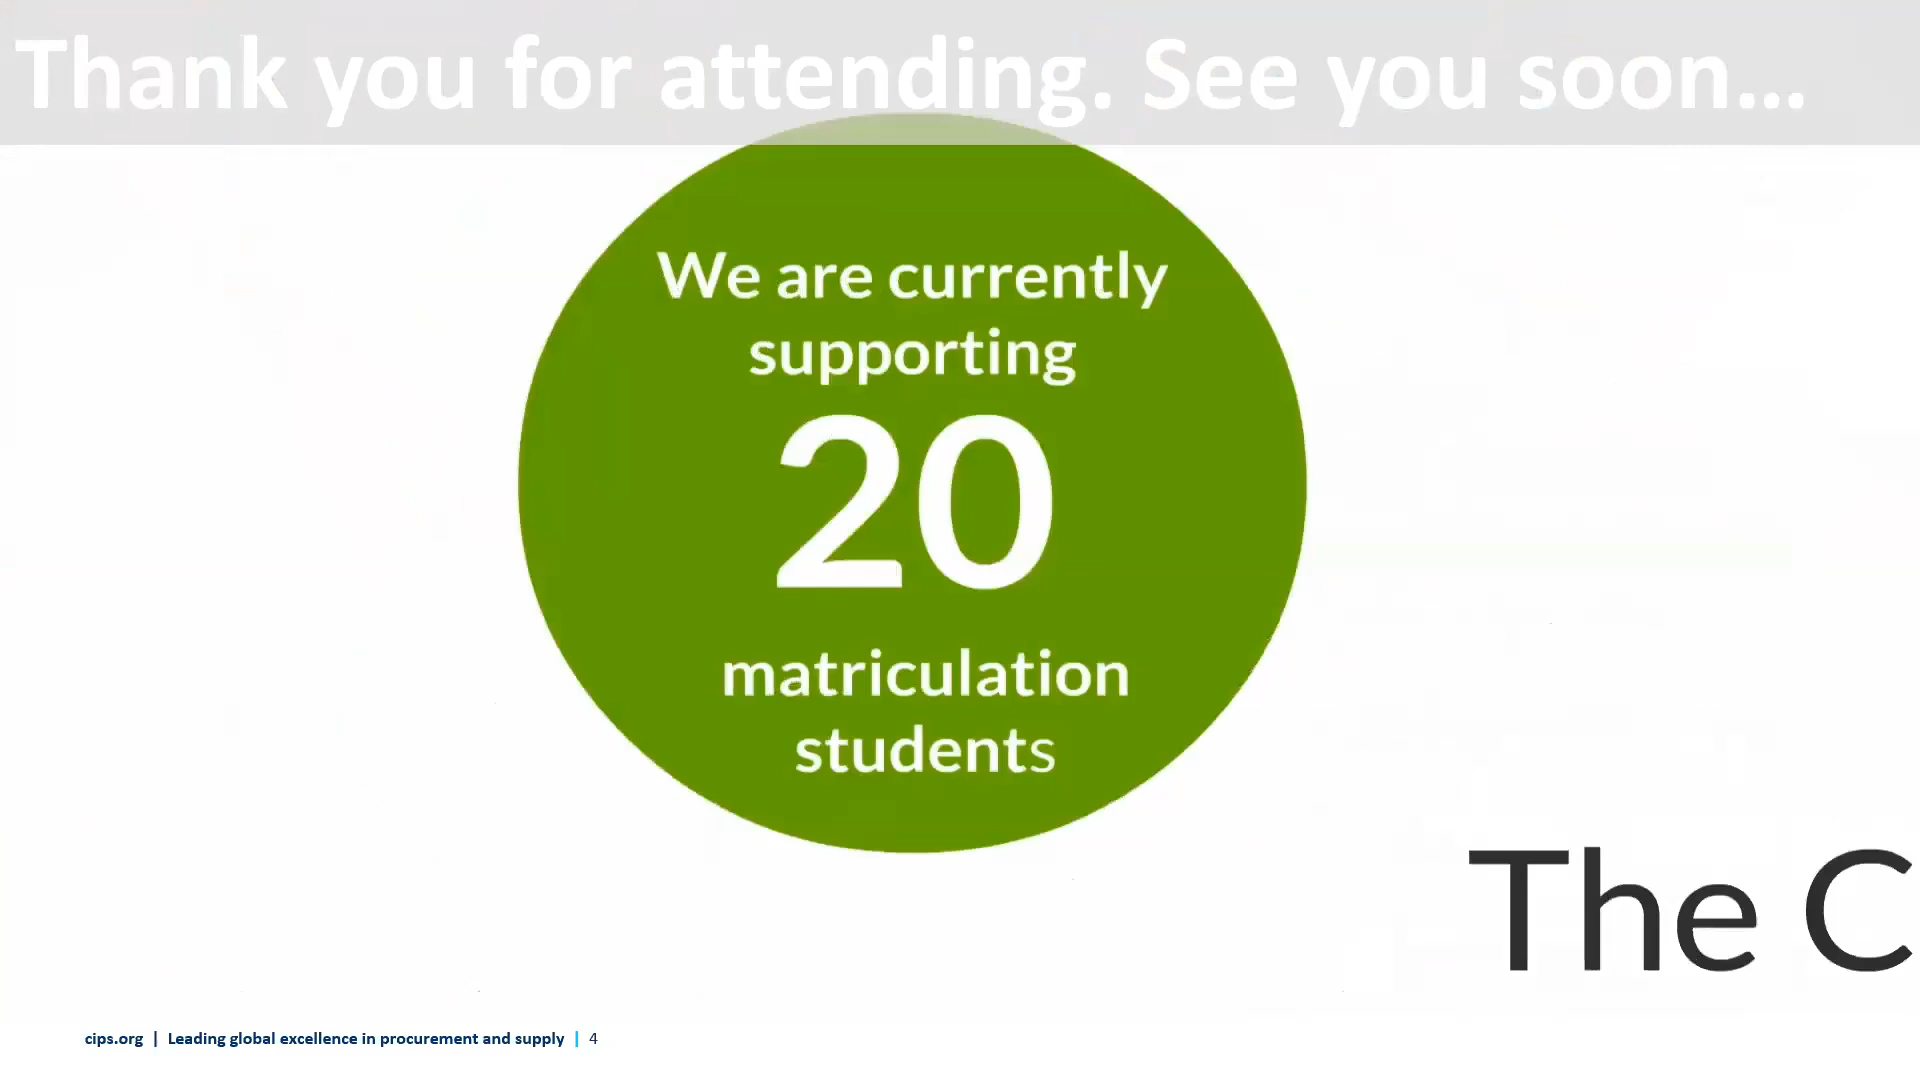 Thank you for attending. See you soon...
We are currently
supporting
20
matriculation
students
The C
cips.org | Leading global excellence in procurement and supply | 4